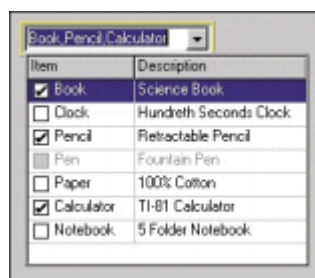 Book,Pencil,Calculator
Item Description
Book Science Book
Clock Hundreth Seconds Clock
Pencil Retractable Pencil
Pen Fountain Pen
Paper 100% Cotton
Calculator TI-81 Calculator
Notebook 5 Folder Notebook